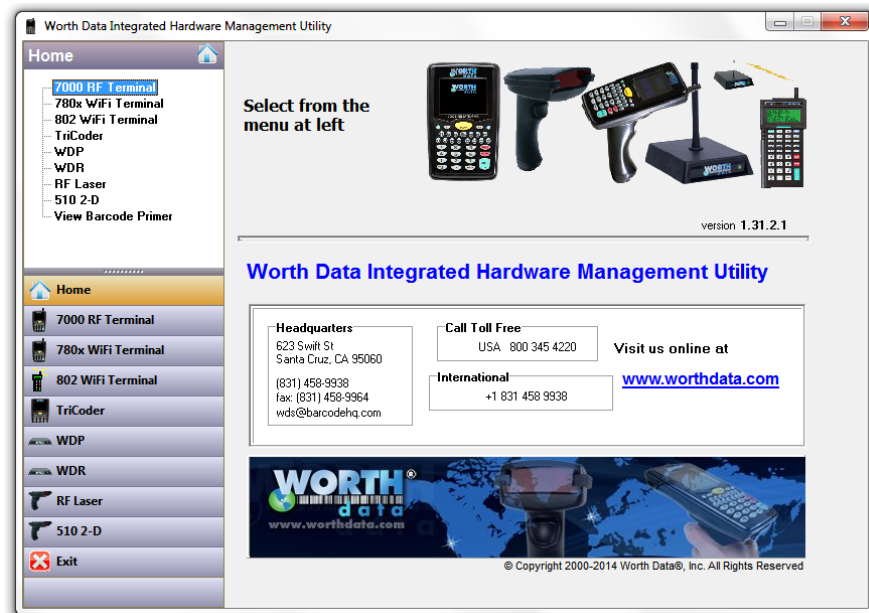 Worth Data Integrated Hardware Management Utility
Home
7000 RF Terminal
780x WiFi Terminal
802 WiFi Terminal
TriCoder
WDP
WDR
RF Laser
510 2-D
View Barcode Primer
Home
7000 RF Terminal
780x WiFi Terminal
802 WiFi Terminal
TriCoder
WDP
WDR
RF Laser
510 2-D
Exit
Select from the
menu at left
WORTH
WORTH
version 1.31.2.1
Worth Data Integrated Hardware Management Utility
Headquarters
623 Swift St
Santa Cruz, CA 95060
(831) 458-9938
fax: (831) 458-9964
wds@barcodehq.com
Call Toll Free
USA 800 345 4220
International
+1 831 458 9938
Visit us online at
www.worthdata.com
WORTH®
data
www.worthdata.com
© Copyright 2000-2014 Worth Data®, Inc. All Rights Reserved